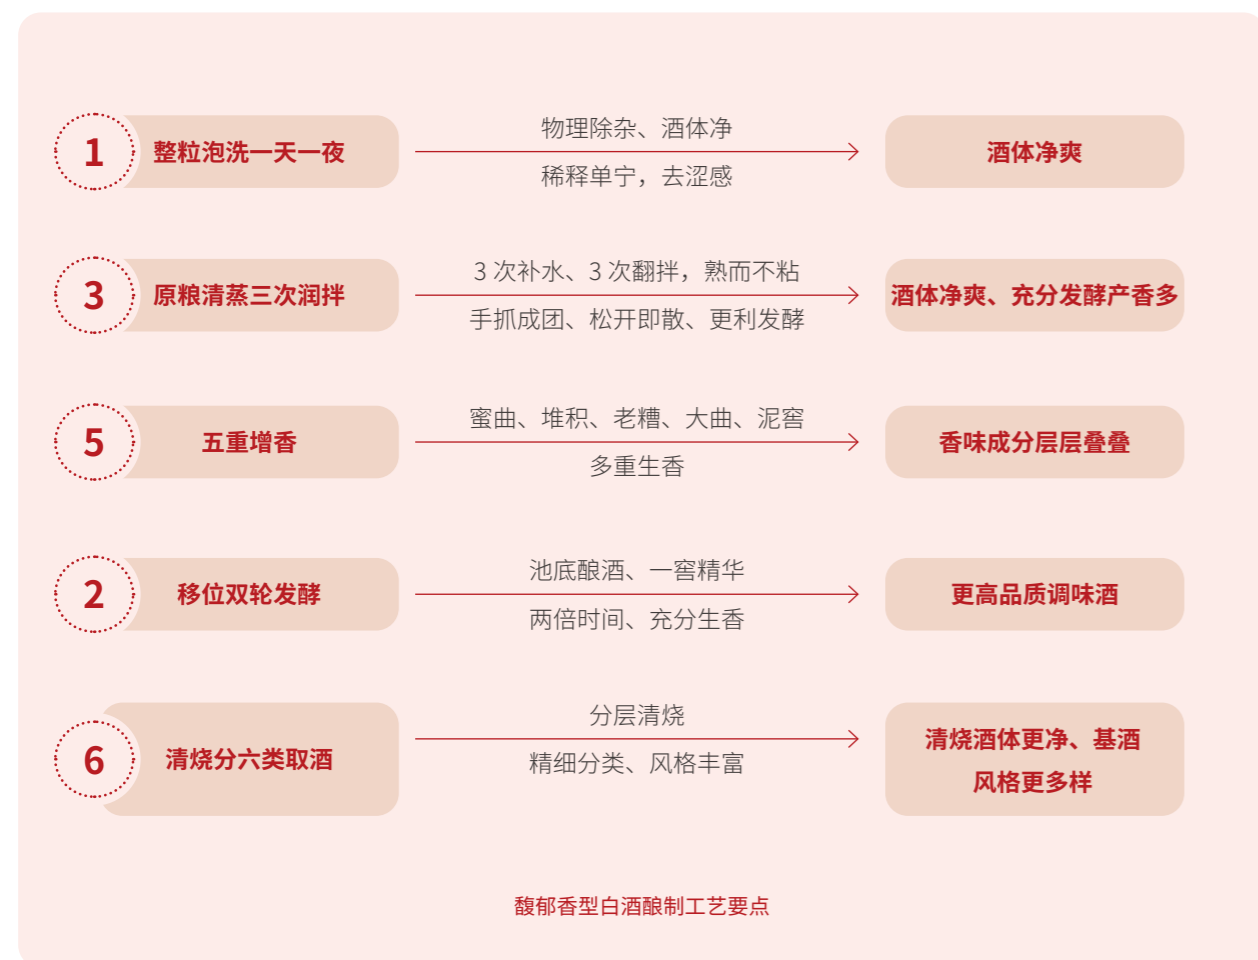 1
整粒泡洗一天一夜
物理除杂、酒体净
稀释单宁，去涩感
酒体净爽
3
原粮清蒸三次润拌
3 次补水、3 次翻拌，熟而不粘
手抓成团、松开即散、更利发酵
酒体净爽、充分发酵产香多
5
五重增香
蜜曲、堆积、老糟、大曲、泥窖
多重生香
香味成分层层叠叠
2
移位双轮发酵
池底酿酒、一窖精华
两倍时间、充分生香
更高品质调味酒
6
清烧分六类取酒
分层清烧
精细分类、风格丰富
清烧酒体更净、基酒
风格更多样
馥郁香型白酒酿制工艺要点